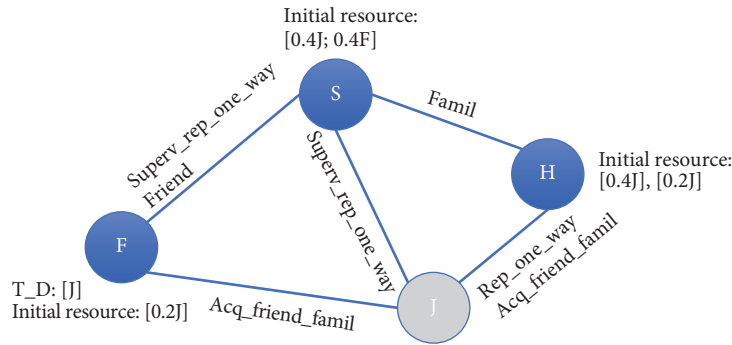 Initial resource:
[0.4J; 0.4F]
S
Superv_rep_one_way
Friend
Famil
Superv_rep_one_way
H
Initial resource:
[0.4J], [0.2J]
F
Rep_one_way
Acq_friend_famil
T_D: [J]
Initial resource: [0.2J]
Acq_friend_famil
J